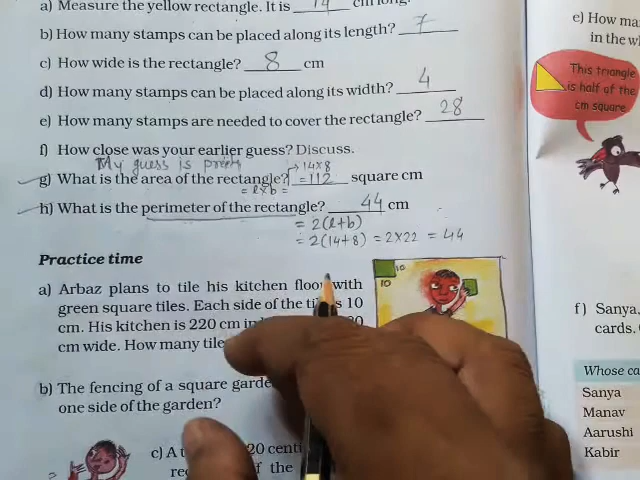 a) Measure the yellow rectangle. It is 14 cm long.
b) How many stamps can be placed along its length? 7
c) How wide is the rectangle? 8 cm
d) How many stamps can be placed along its width? 4
e) How many stamps are needed to cover the rectangle? 28
f) How close was your earlier guess? Discuss.
My guess is
→ 14×8
g) What is the area of the rectangle? = 112 square cm
= l×b =
h) What is the perimeter of the rectangle? 44 cm
= 2(l+b)
= 2(14+8) = 2×22 = 44
Practice time
a) Arbaz plans to tile his kitchen floor with
green square tiles. Each side of the is 10
cm. His kitchen is 220 cm in
cm wide. How many
b) The fencing of a square
one side of the garden?
c) A 20
the
10
10
e) How
in the
This triangle
is half of the
cm square
f) Sanya,
cards.
Whose
Sanya
Manav
Aarushi
Kabir